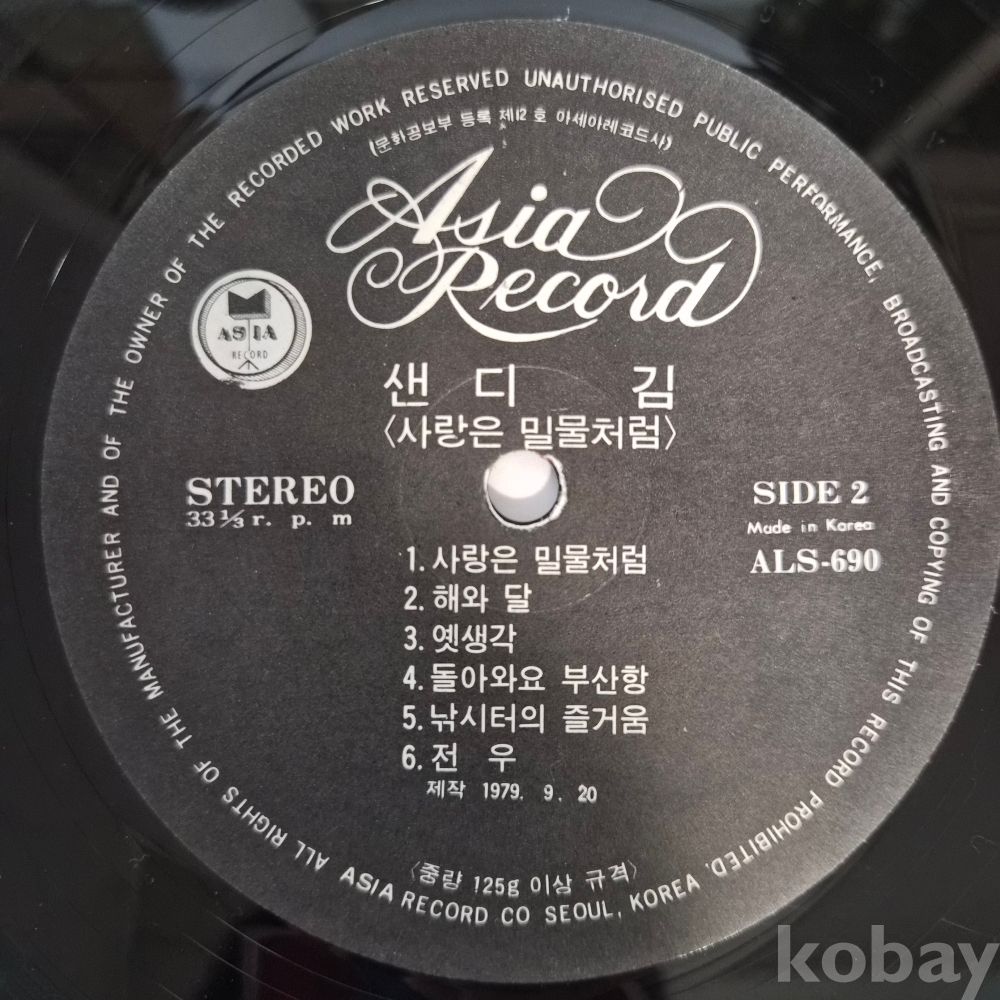 ALL RIGHTS OF THE MANUFACTURER AND OF THE OWNER OF THE RECORDED WORK RESERVED UNAUTHORISED PUBLIC PERFORMANCE, BROADCASTING AND COPYING OF THIS RECORD PROHIBITED.
(문화공보부 등록 제12호 아세아레코드사)
Asia
Record
ASIA
RECORD
샌디 김
〈사랑은 밀물처럼〉
STEREO
33⅓ r. p. m
SIDE 2
Made in Korea
ALS-690
1. 사랑은 밀물처럼
2. 해와 달
3. 옛생각
4. 돌아와요 부산항
5. 낚시터의 즐거움
6. 전 우
제작 1979. 9. 20
〈중량 125g 이상 규격〉
ASIA RECORD CO SEOUL, KOREA
kobay